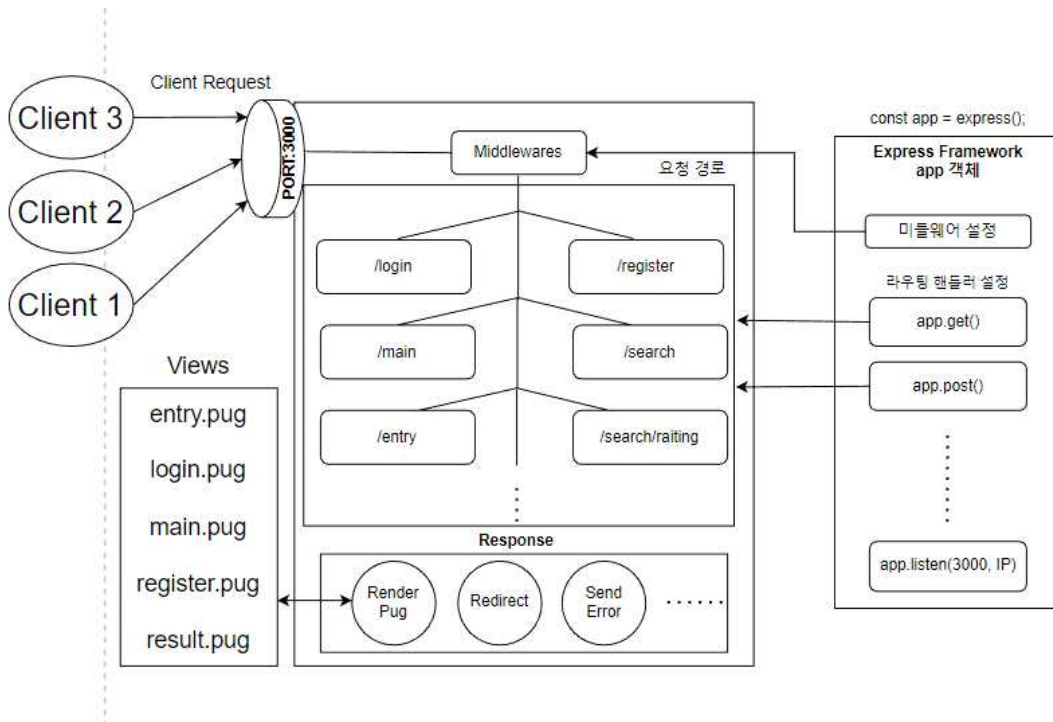 Client Request
Client 3
Client 2
Client 1
PORT:3000
Middlewares
요청 경로
/login
/register
/main
/search
/entry
/search/raiting
Response
Render
Pug
Redirect
Send
Error
Views
entry.pug
login.pug
main.pug
register.pug
result.pug
const app = express();
Express Framework
app 객체
미들웨어 설정
라우팅 핸들러 설정
app.get()
app.post()
app.listen(3000, IP)